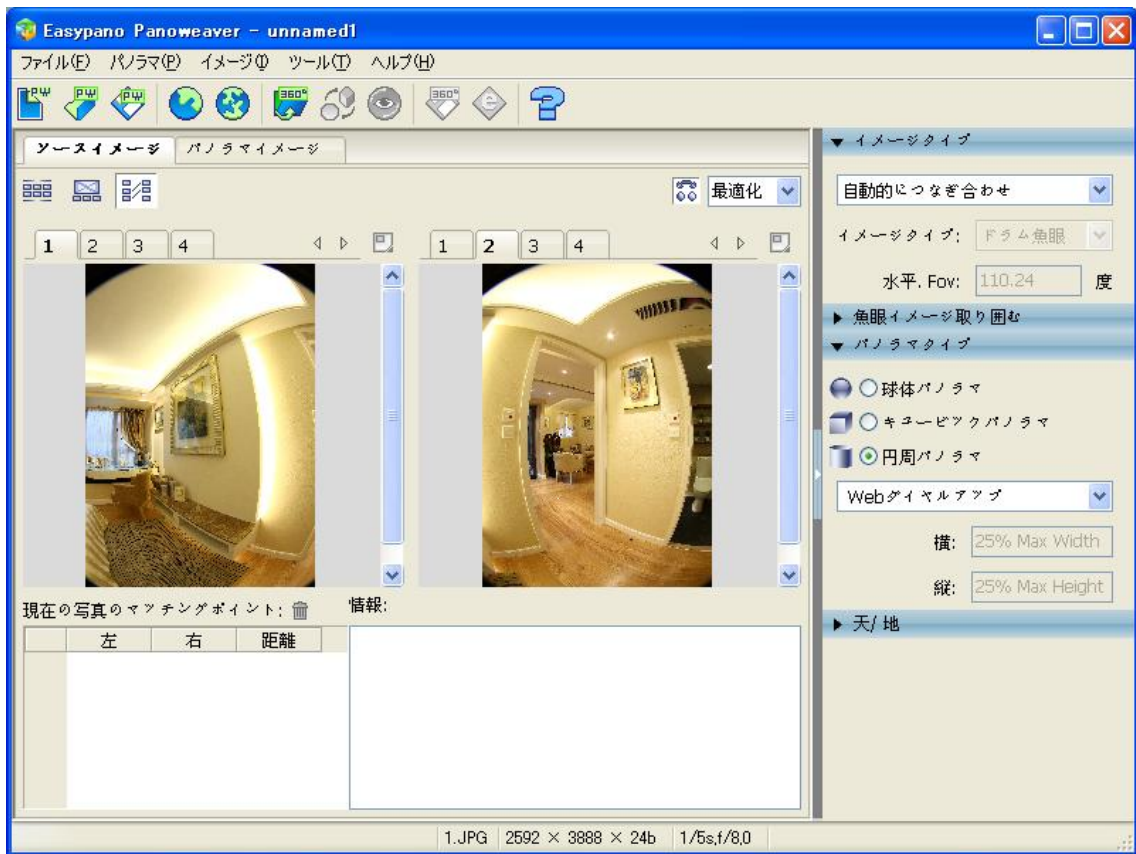 Easypano Panoweaver - unnamed1
ファイル(F) パノラマ(P) イメージ(I) ツール(T) ヘルプ(H)
ソースイメージ パノラマイメージ
最適化
1 2 3 4
1 2 3 4
現在の写真のマッチングポイント:
左 右 距離
情報:
イメージタイプ
自動的につなぎ合わせ
イメージタイプ: ドラム魚眼
水平. Fov: 110.24 度
魚眼イメージ取り囲む
パノラマタイプ
球体パノラマ
キュービックパノラマ
円周パノラマ
Webダイヤルアップ
横: 25% Max Width
縦: 25% Max Height
天/地
1.JPG 2592 × 3888 × 24b 1/5s,f/8.0